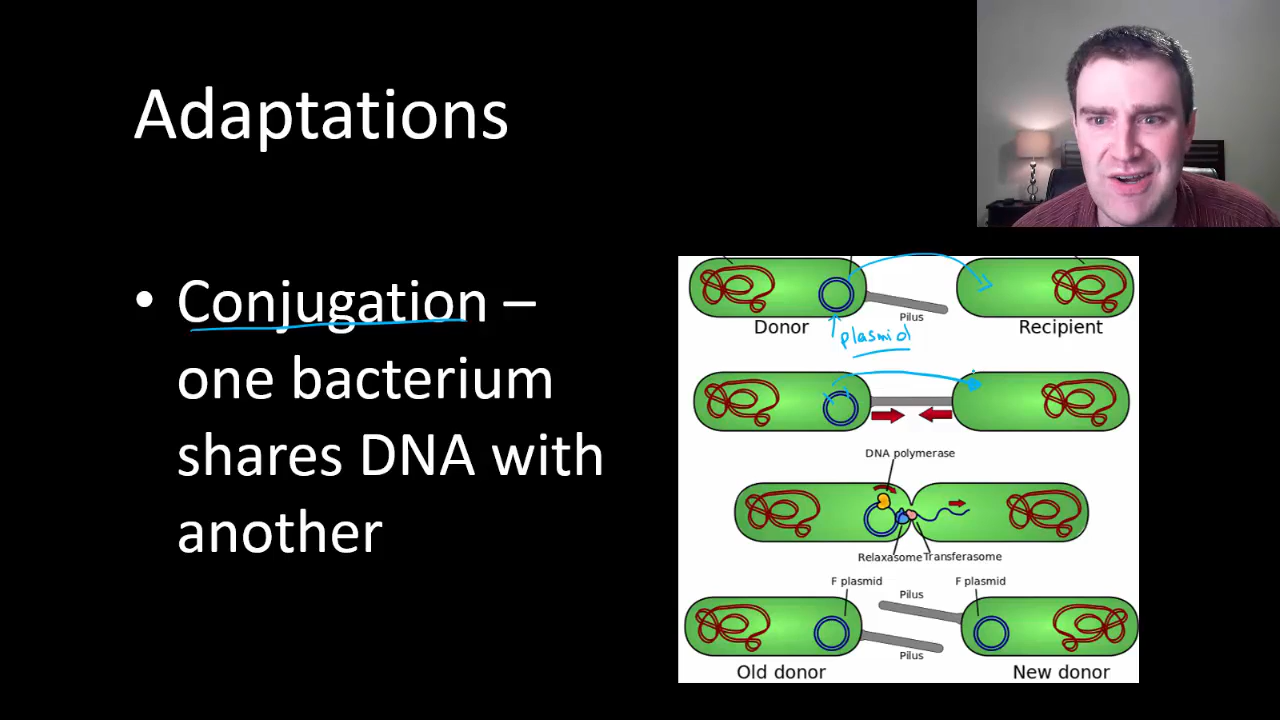 Adaptations
• Conjugation –
one bacterium
shares DNA with
another
Pilus
Donor
Recipient
plasmid
DNA polymerase
Relaxasome Transferasome
F plasmid
F plasmid
Pilus
Pilus
Old donor
New donor